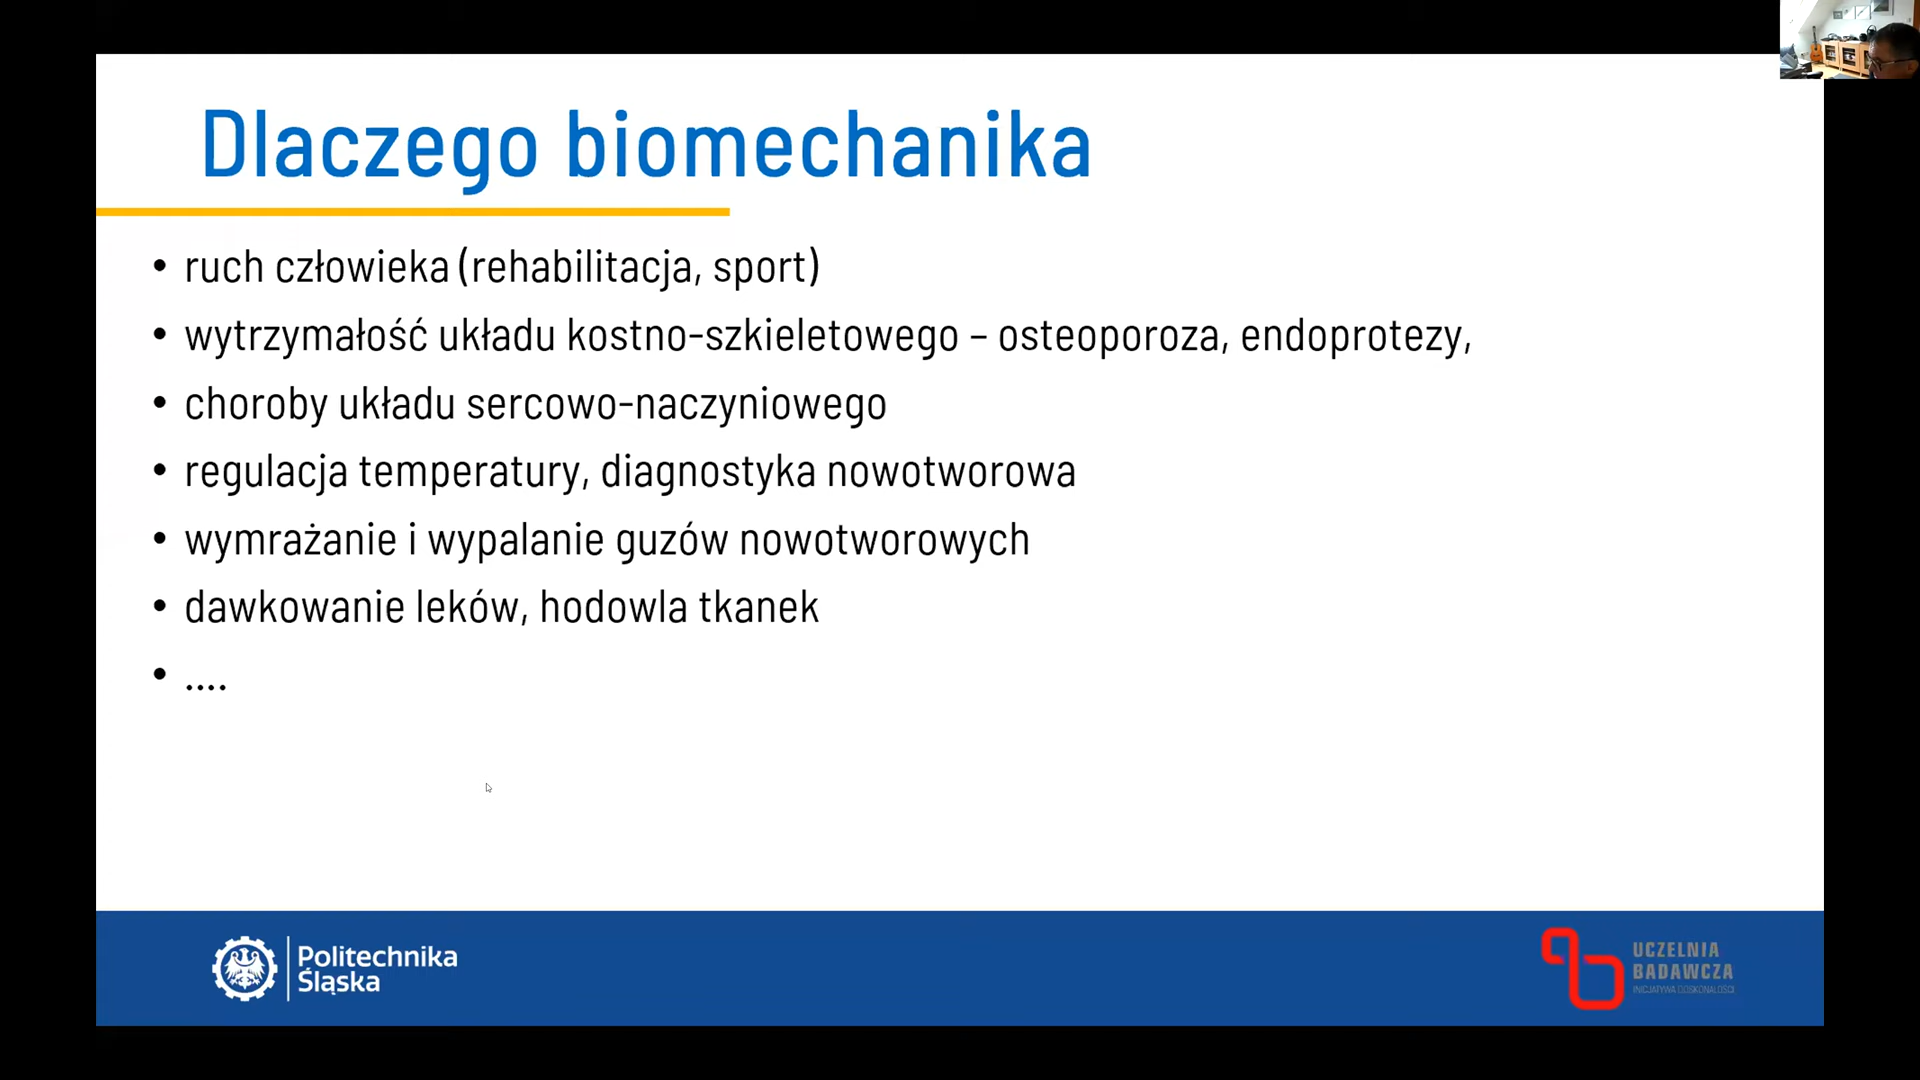 Dlaczego biomechanika
• ruch człowieka (rehabilitacja, sport)
• wytrzymałość układu kostno-szkieletowego – osteoporoza, endoprotezy,
• choroby układu sercowo-naczyniowego
• regulacja temperatury, diagnostyka nowotworowa
• wymrażanie i wypalanie guzów nowotworowych
• dawkowanie leków, hodowla tkanek
• ....
Politechnika
Śląska
UCZELNIA
BADAWCZA
INICJATYWA DOSKONAŁOŚCI